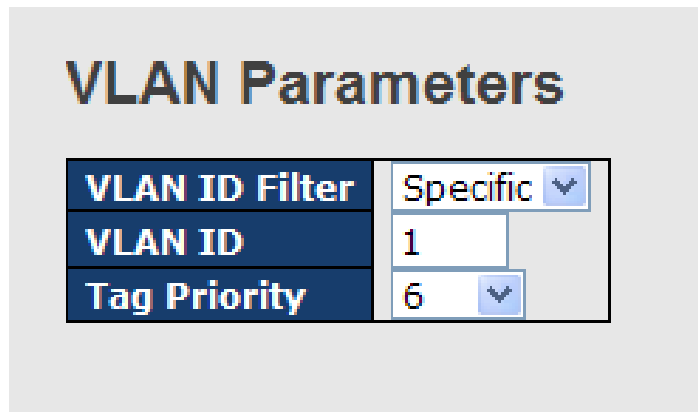 VLAN Parameters
VLAN ID Filter Specific
VLAN ID 1
Tag Priority 6